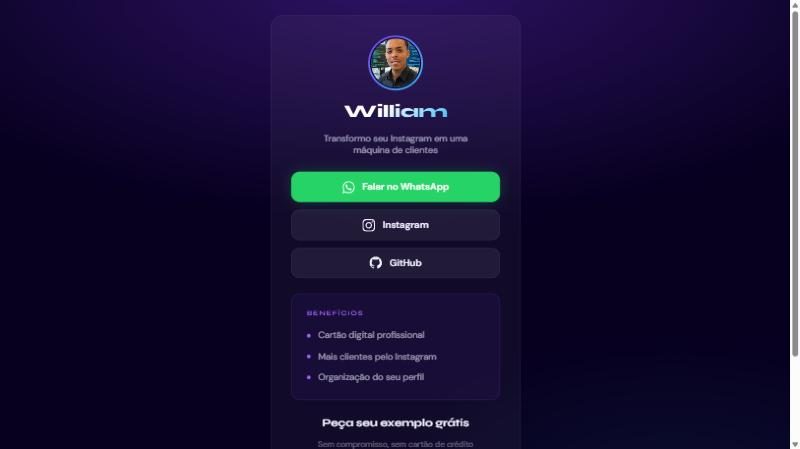 William
Transformo seu Instagram em uma
máquina de clientes
Falar no WhatsApp
Instagram
GitHub
BENEFÍCIOS
Cartão digital profissional
Mais clientes pelo Instagram
Organização do seu perfil
Peça seu exemplo grátis
Sem compromisso, sem cartão de crédito